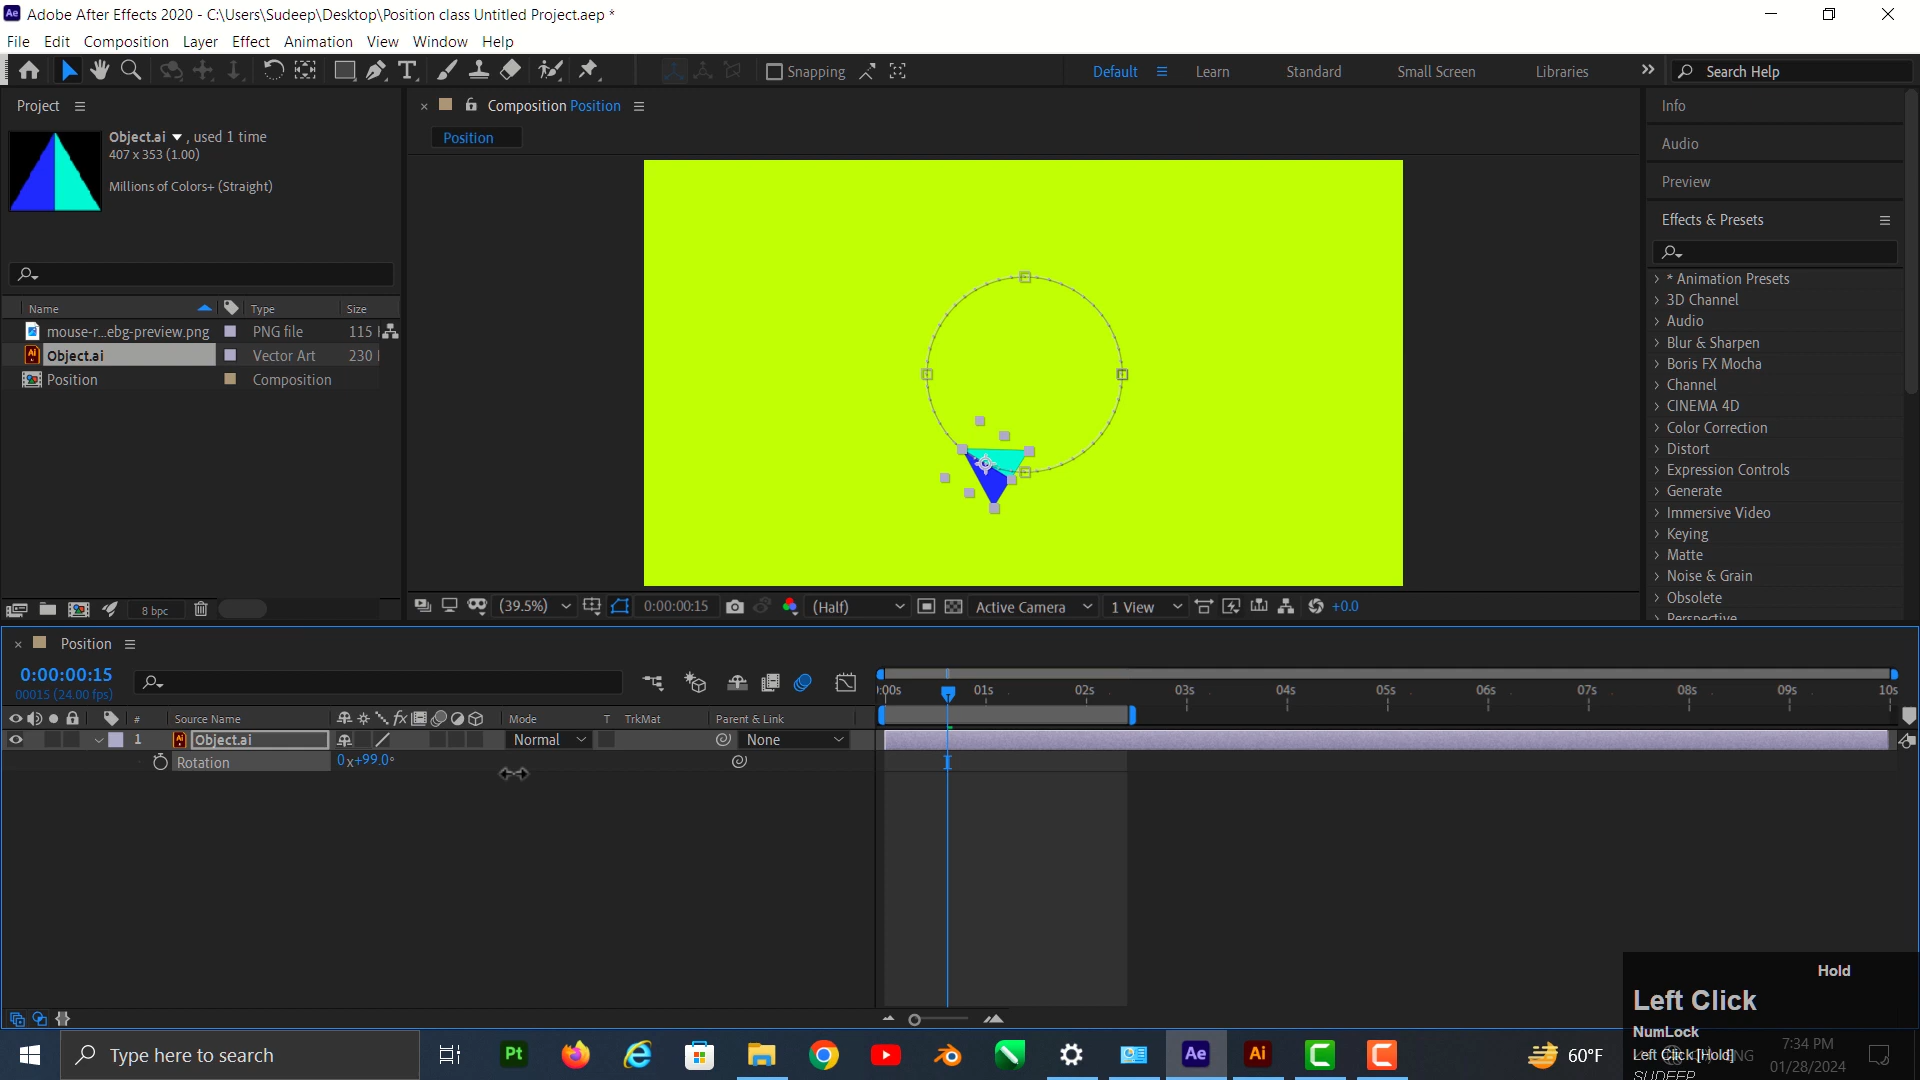 Adobe After Effects 2020 - C:\Users\Sudeep\Desktop\Position class Untitled Project.aep *
File Edit Composition Layer Effect Animation View Window Help
Snapping
Default Learn Standard Small Screen Libraries
Search Help
Project
Object.ai , used 1 time
407 x 353 (1.00)
Millions of Colors+ (Straight)
Name Type Size
mouse-r...ebg-preview.png PNG file 115
Object.ai Vector Art 230
Position Composition
8 bpc
Composition Position
Position
(39.5%) 0:00:00:15 (Half) Active Camera 1 View +0.0
Info
Audio
Preview
Effects & Presets
* Animation Presets
3D Channel
Audio
Blur & Sharpen
Boris FX Mocha
Channel
CINEMA 4D
Color Correction
Distort
Expression Controls
Generate
Immersive Video
Keying
Matte
Noise & Grain
Obsolete
Perspective
Position
0:00:00:15
00015 (24.00 fps)
:00s 01s 02s 03s 04s 05s 06s 07s 08s 09s 10s
# Source Name Mode T TrkMat Parent & Link
1 Object.ai Normal None
Rotation 0x+99.0°
Hold
Left Click
NumLock
Left Click [Hold]
SUDEEP
Type here to search
60°F
7:34 PM
01/28/2024